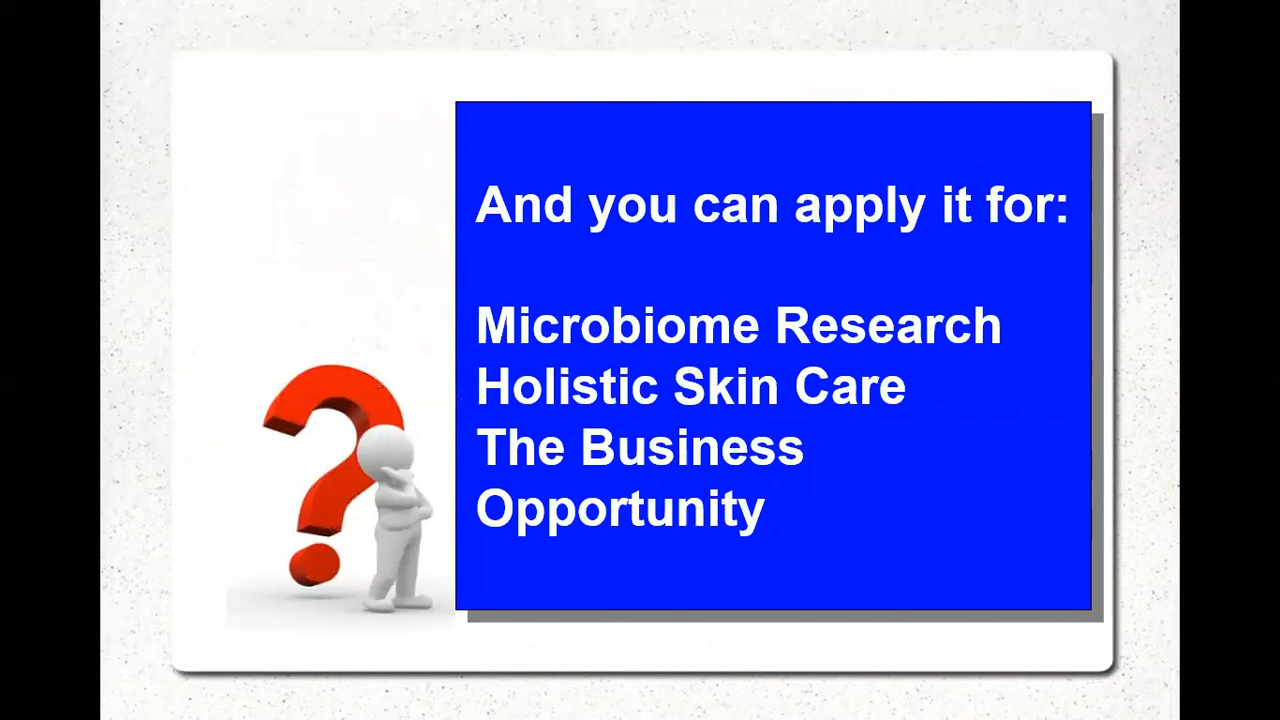 And you can apply it for:
Microbiome Research
Holistic Skin Care
The Business
Opportunity